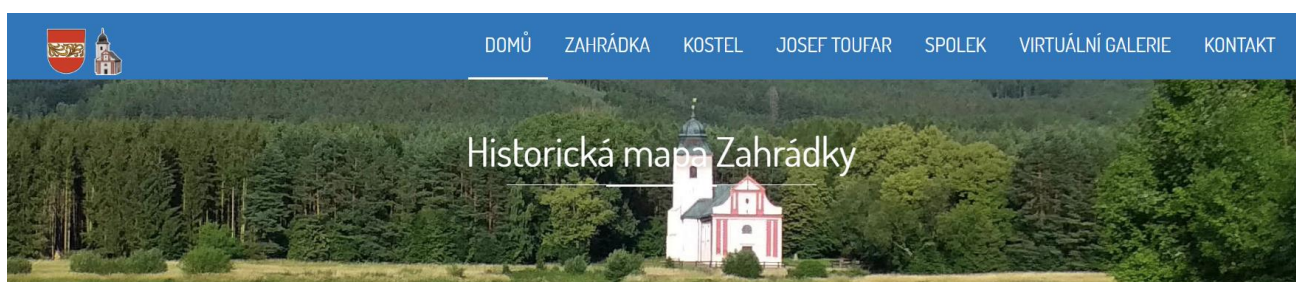 DOMŮ ZAHRÁDKA KOSTEL JOSEF TOUFAR SPOLEK VIRTUÁLNÍ GALERIE KONTAKT
Historická mapa Zahrádky